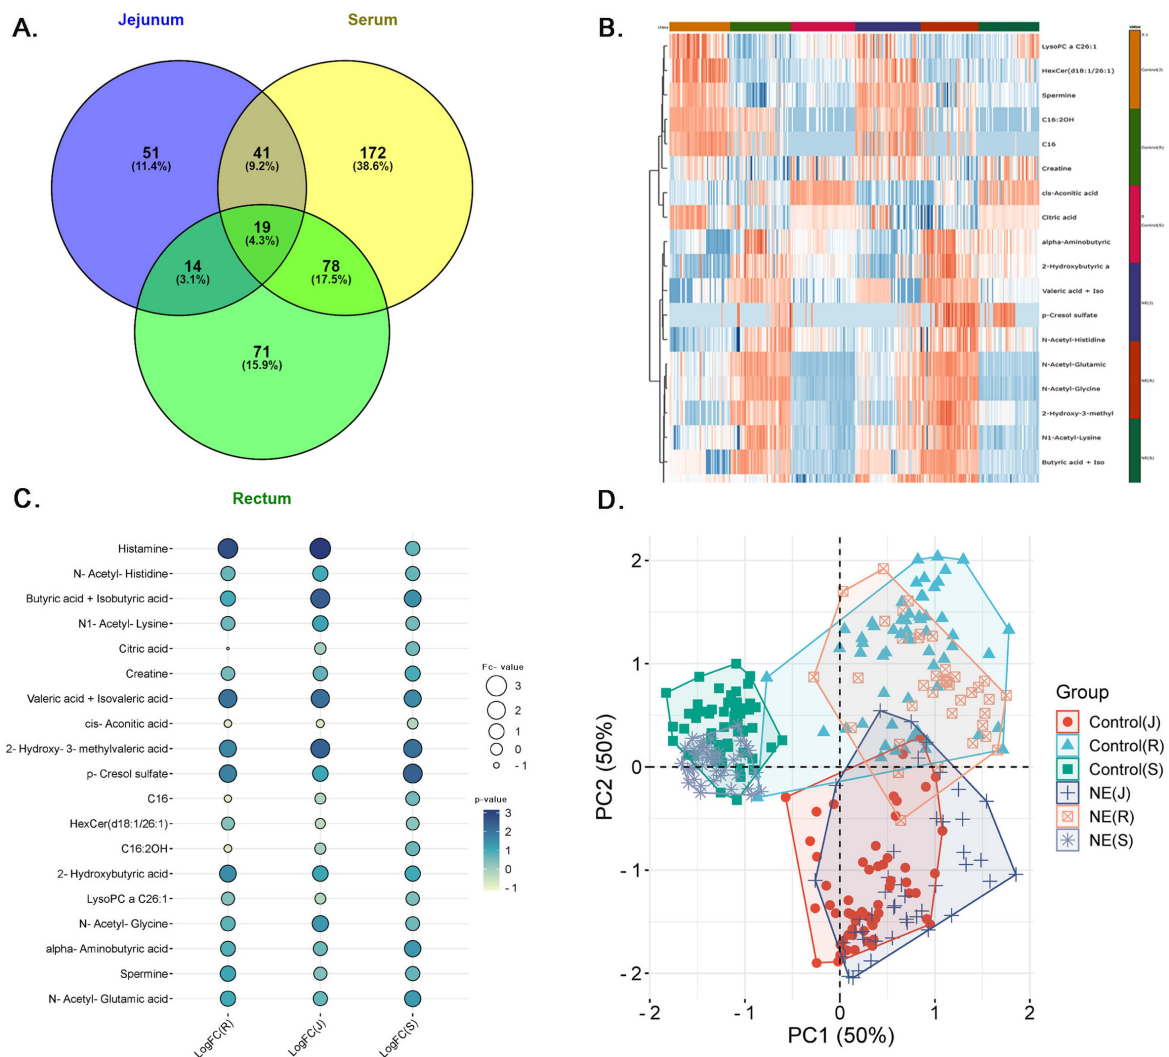 A.
Jejunum
Serum
51
(11.4%)
41
(9.2%)
172
(38.6%)
19
(4.3%)
14
(3.1%)
78
(17.5%)
71
(15.9%)
Rectum
B.
class
LysoPC a C26:1
HexCer(d18:1/26:1)
Spermine
C16:2OH
C16
Creatine
cis-Aconitic acid
Citric acid
alpha-Aminobutyric
2-Hydroxybutyric a
Valeric acid + Iso
p-Cresol sulfate
N-Acetyl-Histidine
N-Acetyl-Glutamic
N-Acetyl-Glycine
2-Hydroxy-3-methyl
N1-Acetyl-Lysine
Butyric acid + Iso
C.
Histamine
N- Acetyl- Histidine
Butyric acid + Isobutyric acid
N1- Acetyl- Lysine
Citric acid
Creatine
Valeric acid + Isovaleric acid
cis- Aconitic acid
2- Hydroxy- 3- methylvaleric acid
p- Cresol sulfate
C16
HexCer(d18:1/26:1)
C16:2OH
2- Hydroxybutyric acid
LysoPC a C26:1
N- Acetyl- Glycine
alpha- Aminobutyric acid
Spermine
N- Acetyl- Glutamic acid
LogFC(R)
LogFC(J)
LogFC(S)
Fc- value
3
2
1
0
- 1
p-value
3
2
1
0
- 1
D.
2
1
0
- 1
- 2
PC2 (50%)
- 2
- 1
0
1
2
PC1 (50%)
Group
Control(J)
Control(R)
Control(S)
NE(J)
NE(R)
NE(S)